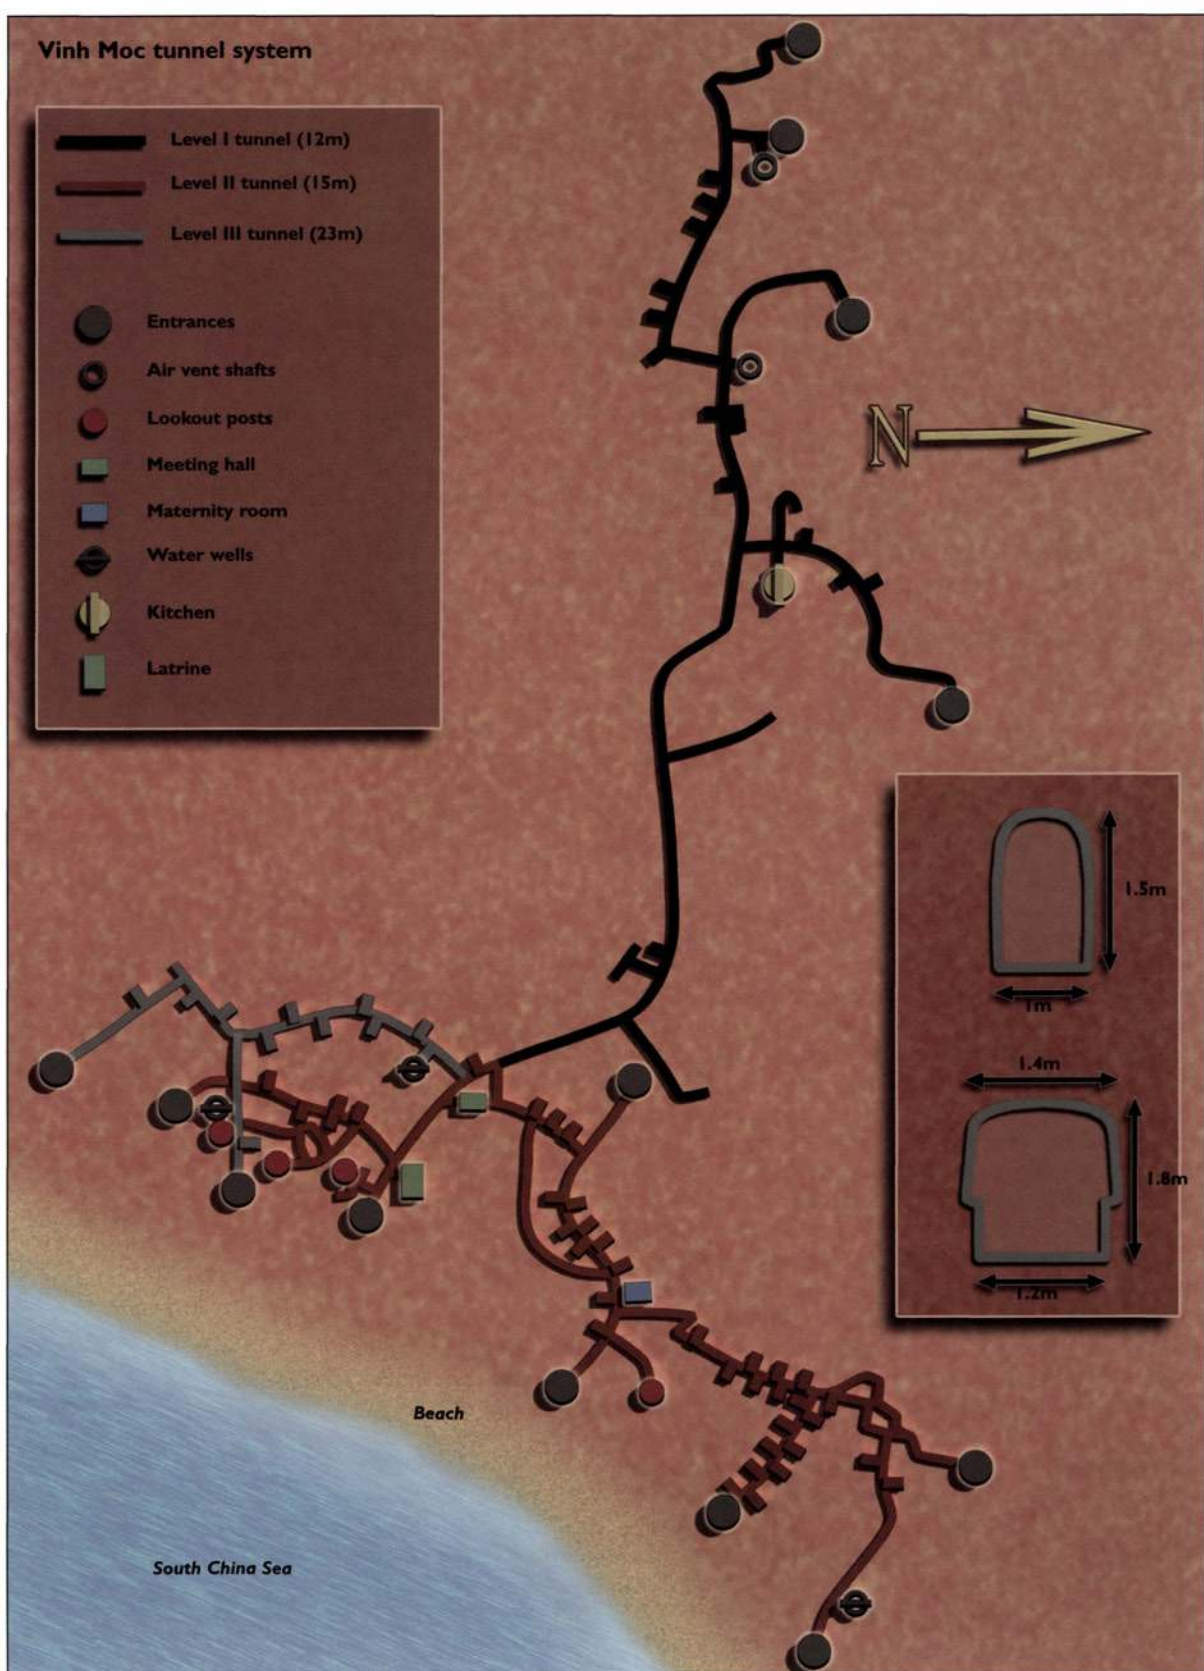 Vinh Moc tunnel system
Level I tunnel (12m)
Level II tunnel (15m)
Level III tunnel (23m)
Entrances
Air vent shafts
Lookout posts
Meeting hall
Maternity room
Water wells
Kitchen
Latrine
N
1.5m
1m
1.4m
1.8m
1.2m
Beach
South China Sea